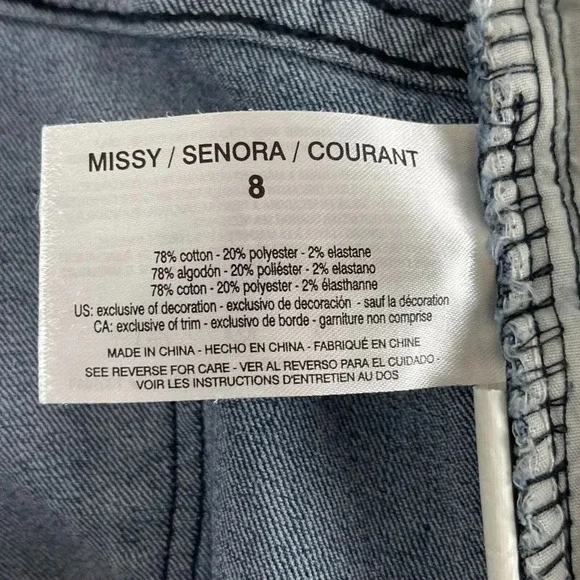 MISSY / SENORA / COURANT
8
78% cotton - 20% polyester - 2% elastane
78% algodón - 20% poliéster - 2% elastano
78% coton - 20% polyester - 2% élasthanne
US: exclusive of decoration - exclusivo de decoración - sauf la décoration
CA: exclusive of trim - exclusivo de borde - garniture non comprise
MADE IN CHINA - HECHO EN CHINA - FABRIQUÉ EN CHINE
SEE REVERSE FOR CARE - VER AL REVERSO PARA EL CUIDADO -
VOIR LES INSTRUCTIONS D'ENTRETIEN AU DOS